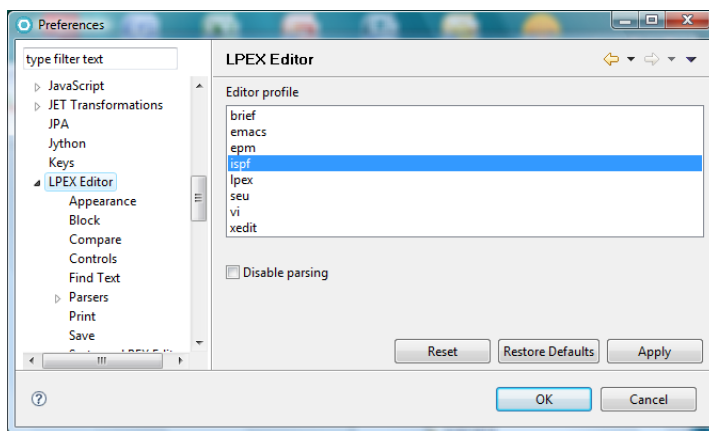 Preferences
type filter text
JavaScript
JET Transformations
JPA
Jython
Keys
LPEX Editor
Appearance
Block
Compare
Controls
Find Text
Parsers
Print
Save
LPEX Editor
Editor profile
brief
emacs
epm
ispf
lpex
seu
vi
xedit
Disable parsing
Reset
Restore Defaults
Apply
OK
Cancel